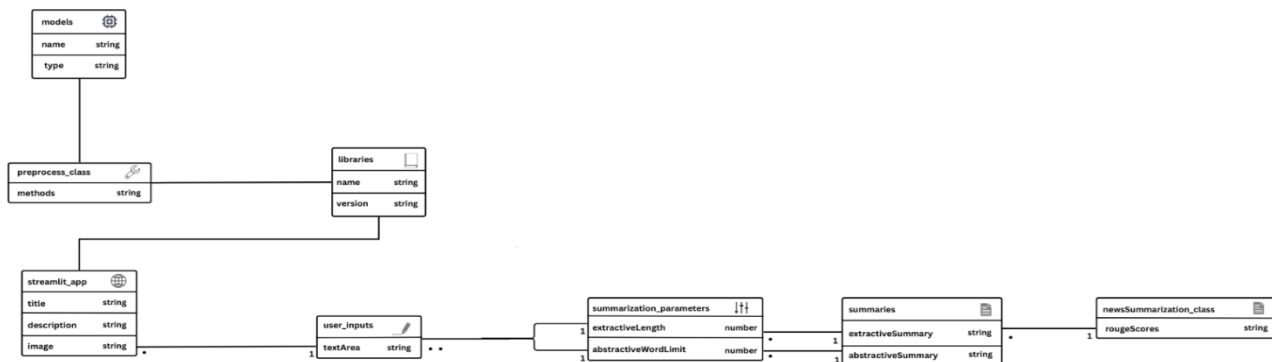 models
name string
type string
preprocess_class
methods string
libraries
name string
version string
streamlit_app
title string
description string
image string
user_inputs
textArea string
summarization_parameters
extractiveLength number
abstractiveWordLimit number
summaries
extractiveSummary string
abstractiveSummary string
newsSummarization_class
rougeScores string
* 1
* *
1
1
* 1
* 1
* 1